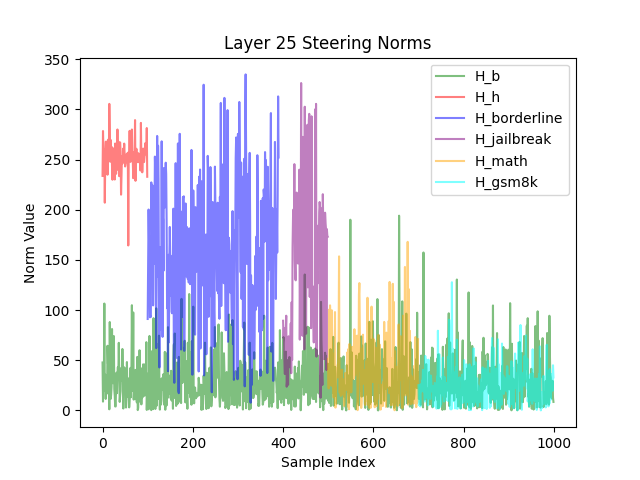 Layer 25 Steering Norms
350
300
250
200
150
100
50
0
Norm Value
0
200
400
600
800
1000
Sample Index
H_b
H_h
H_borderline
H_jailbreak
H_math
H_gsm8k